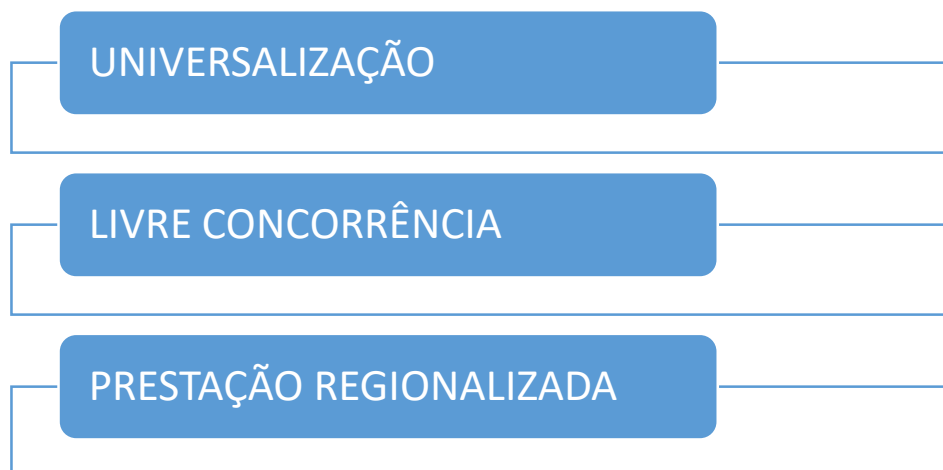 UNIVERSALIZAÇÃO
LIVRE CONCORRÊNCIA
PRESTAÇÃO REGIONALIZADA